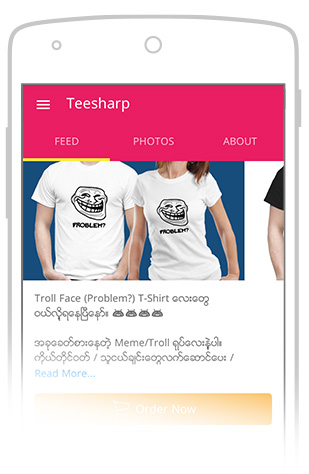 Teesharp
FEED PHOTOS ABOUT
PROBLEM? PROBLEM?
Troll Face (Problem?) T-Shirt လေးတွေ
ဝယ်လို့ရနေပြီနော်။
အခုခေတ်စားနေတဲ့ Meme/Troll ရုပ်လေးနဲ့ပါ။
ကိုယ်တိုင်ဝတ် / သူငယ်ချင်းတွေလက်ဆောင်ပေး /
Read More...
Order Now